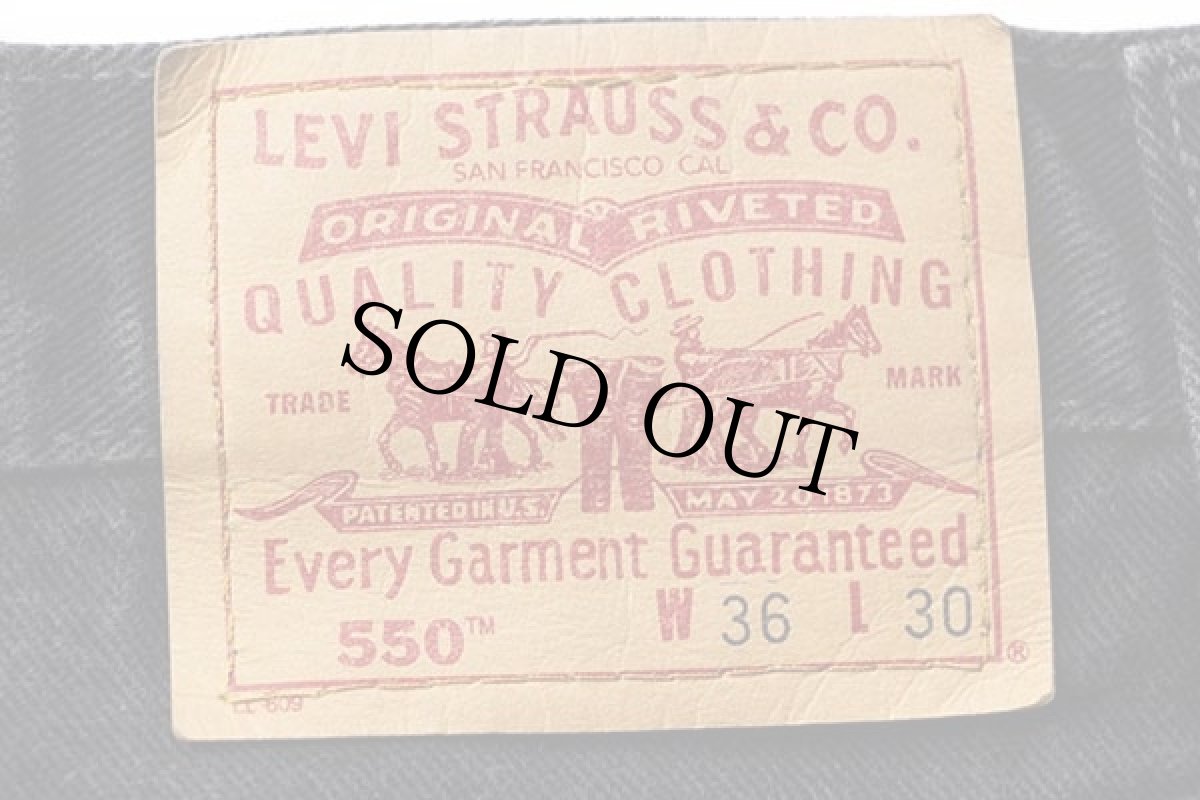 LEVI STRAUSS & CO.
SAN FRANCISCO CAL
ORIGINAL RIVETED
QUALITY CLOTHING
SOLD OUT
TRADE MARK
PATENTED IN U.S. MAY 20 1873
Every Garment Guaranteed
550™ W 36 L 30
®